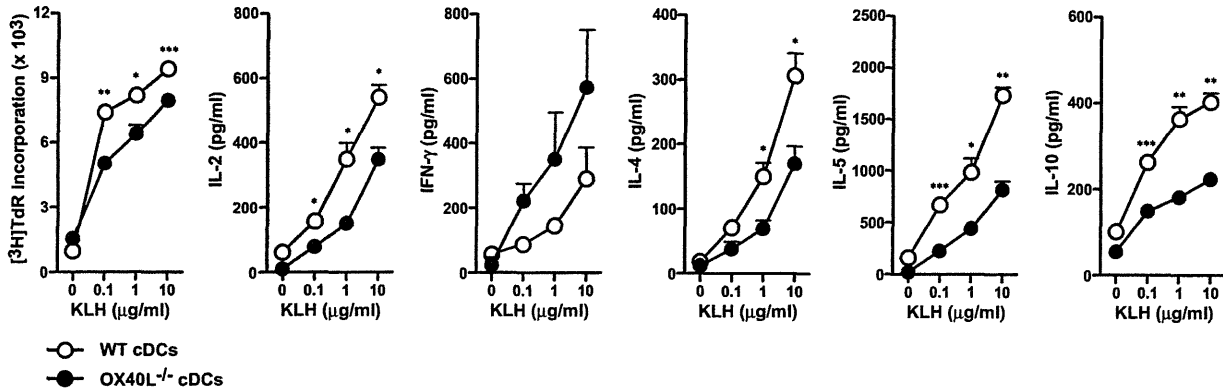 [³H]TdR Incorporation (x 10³)
12
9
6
3
0
** * ***
0 0.1 1 10
KLH (μg/ml)
IL-2 (pg/ml)
800
600
400
200
0
* * *
0 0.1 1 10
KLH (μg/ml)
IFN-γ (pg/ml)
800
600
400
200
0
0 0.1 1 10
KLH (μg/ml)
IL-4 (pg/ml)
400
300
200
100
0
* *
0 0.1 1 10
KLH (μg/ml)
IL-5 (pg/ml)
2500
2000
1500
1000
500
0
*** * **
0 0.1 1 10
KLH (μg/ml)
IL-10 (pg/ml)
600
400
200
0
*** ** **
0 0.1 1 10
KLH (μg/ml)
WT cDCs
OX40L-/- cDCs